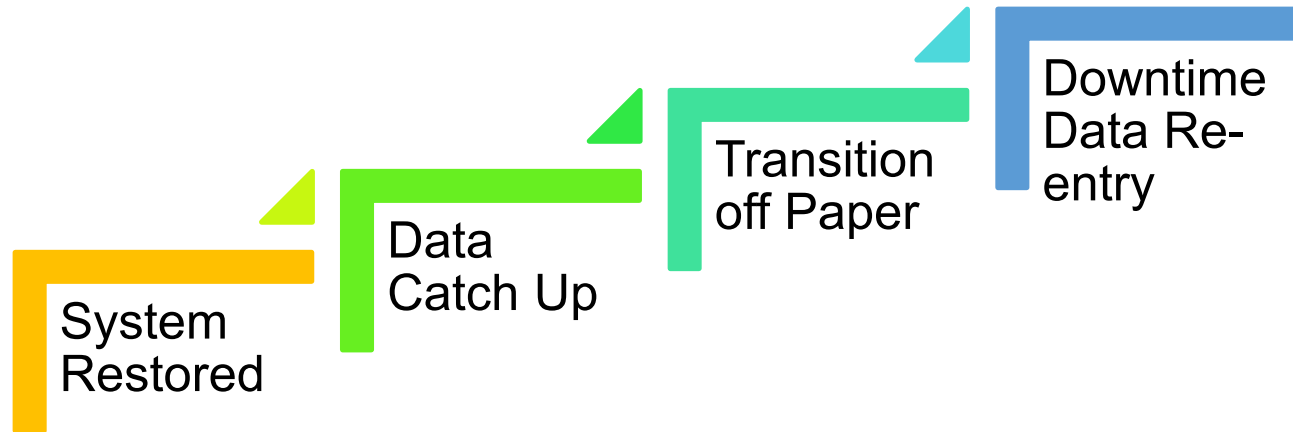 System
Restored
Data
Catch Up
Transition
off Paper
Downtime
Data Re-
entry